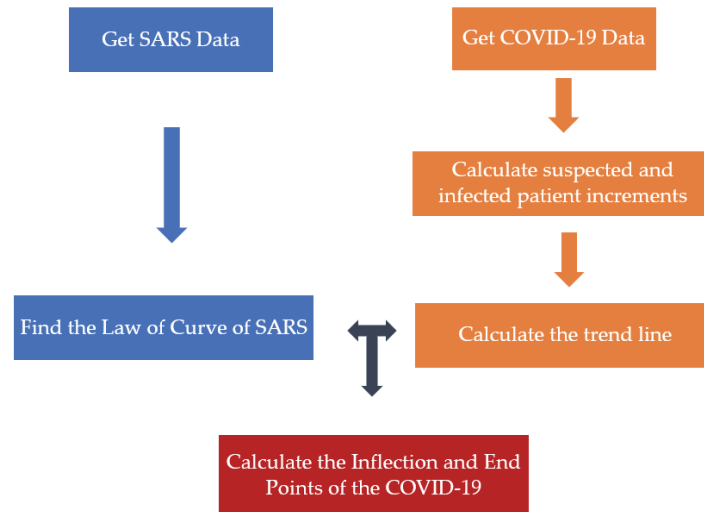 Get SARS Data
Get COVID-19 Data
Calculate suspected and
infected patient increments
Find the Law of Curve of SARS
Calculate the trend line
Calculate the Inflection and End
Points of the COVID-19